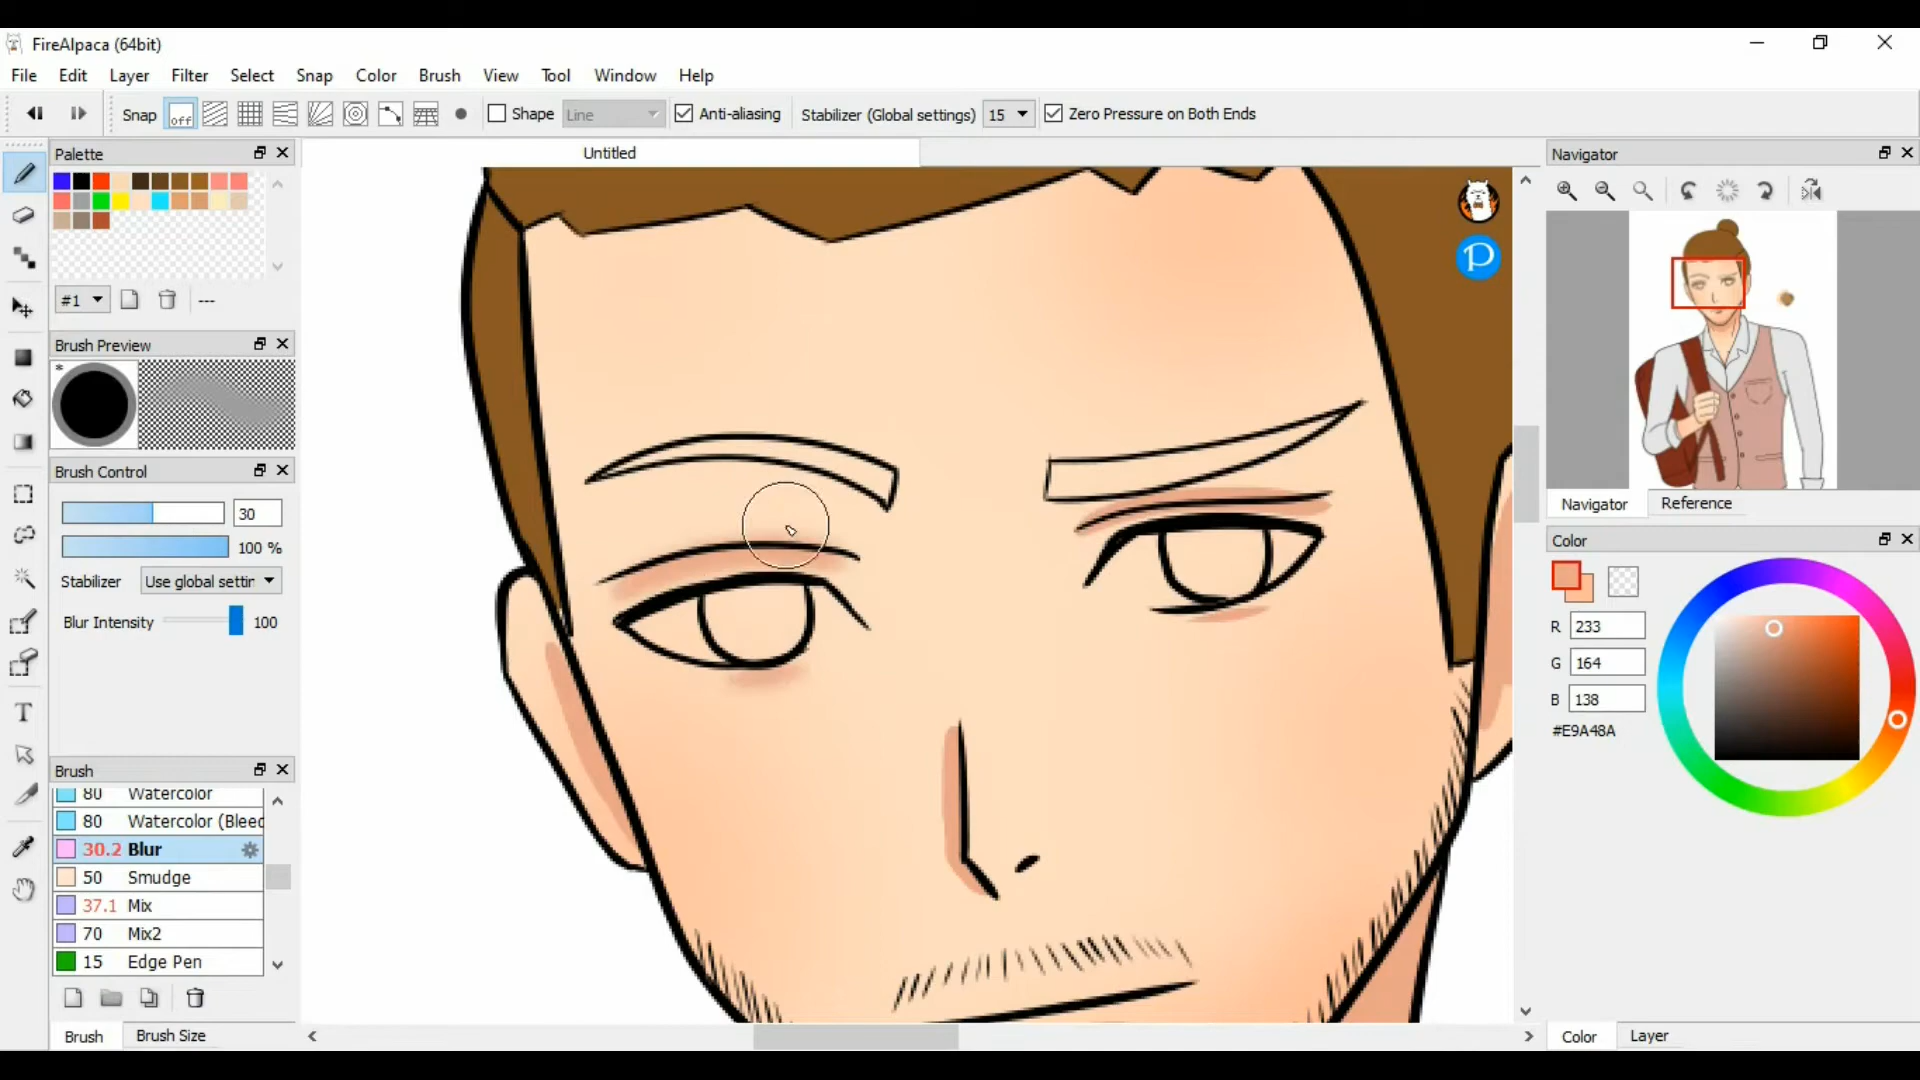 FireAlpaca (64bit)
File Edit Layer Filter Select Snap Color Brush View Tool Window Help
Snap off Shape Line Anti-aliasing Stabilizer (Global settings) 15 Zero Pressure on Both Ends
Palette
Untitled
Navigator
#1
---
P
Brush Preview
*
Brush Control
30
100 %
Stabilizer Use global settir
Blur Intensity 100
Navigator Reference
Color
R 233
G 164
B 138
#E9A48A
Brush
80 Watercolor
80 Watercolor (Bleed
30.2 Blur
50 Smudge
37.1 Mix
70 Mix2
15 Edge Pen
T
Brush Brush Size
Color Layer